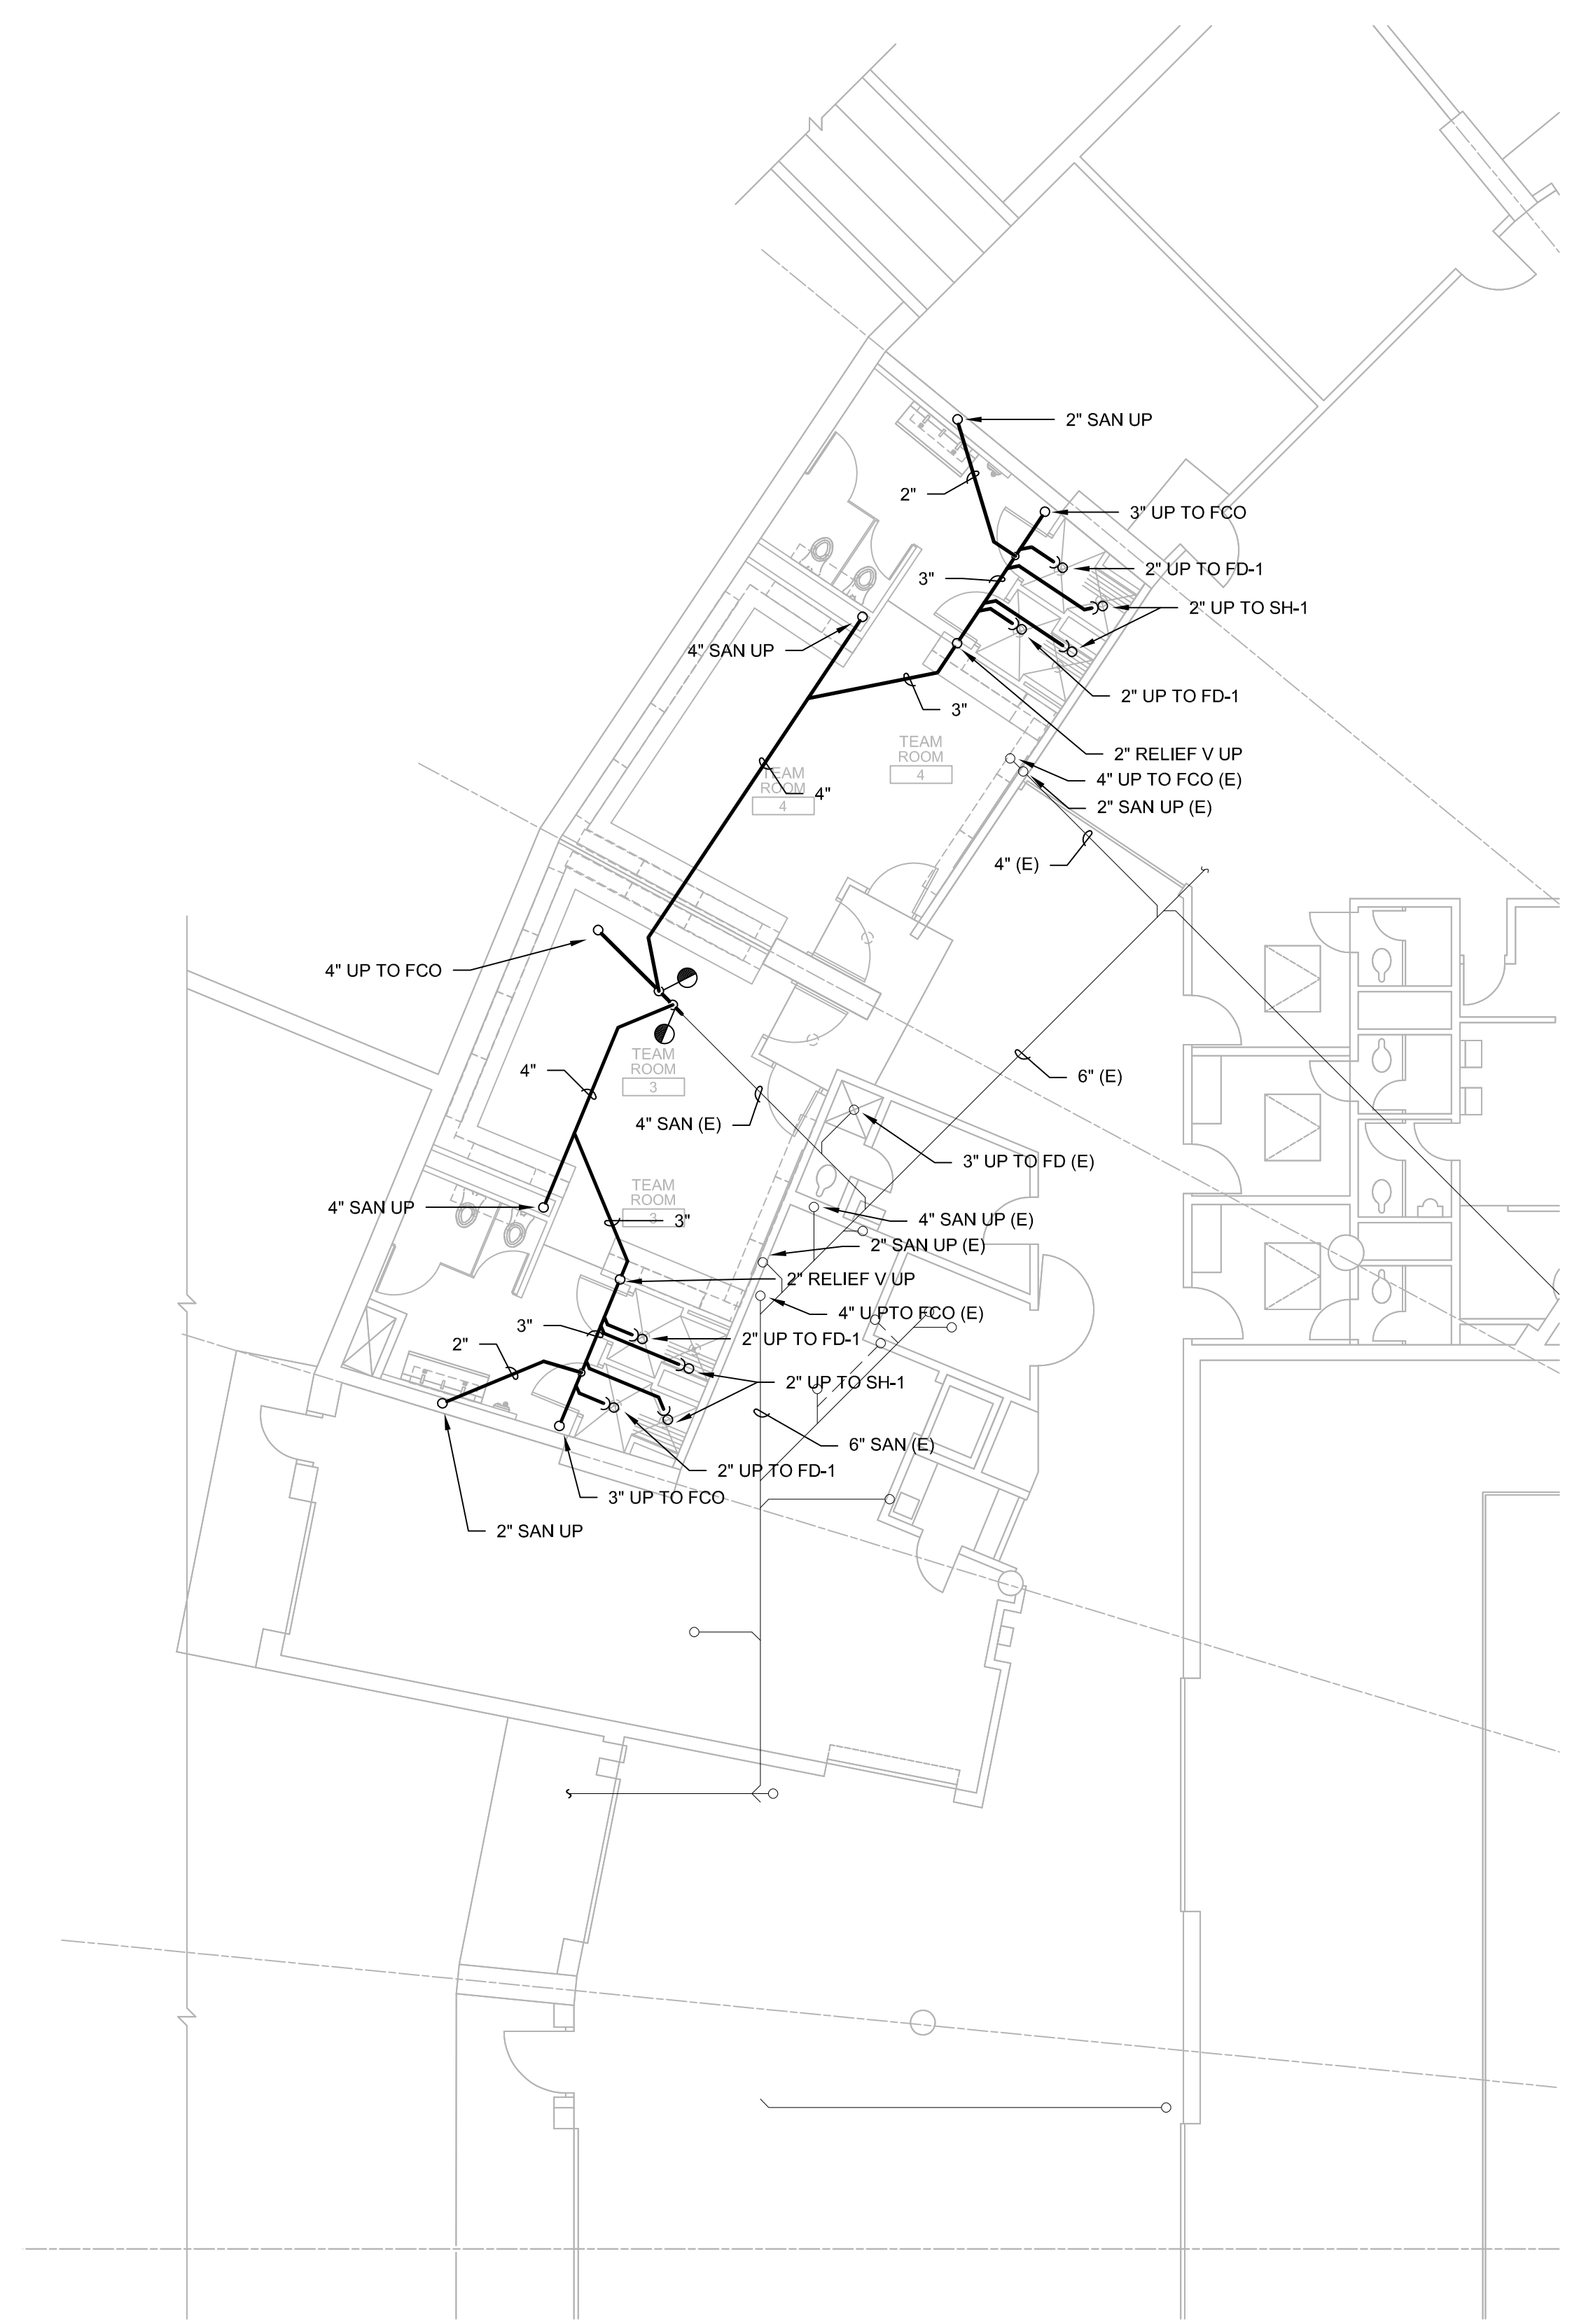 2" SAN UP
2"
3" UP TO FCO
2" UP TO FD-1
3"
2" UP TO SH-1
4" SAN UP
2" UP TO FD-1
3"
TEAM
ROOM
4
2" RELIEF V UP
TEAM
ROOM
4
4"
4" UP TO FCO (E)
2" SAN UP (E)
4" (E)
4" UP TO FCO
TEAM
ROOM
3
4"
6" (E)
4" SAN (E)
3" UP TO FD (E)
TEAM
ROOM
3
4" SAN UP
3"
4" SAN UP (E)
2" SAN UP (E)
2" RELIEF V UP
4" UPTO FCO (E)
3"
2"
2" UP TO FD-1
2" UP TO SH-1
6" SAN (E)
2" UP TO FD-1
3" UP TO FCO
2" SAN UP